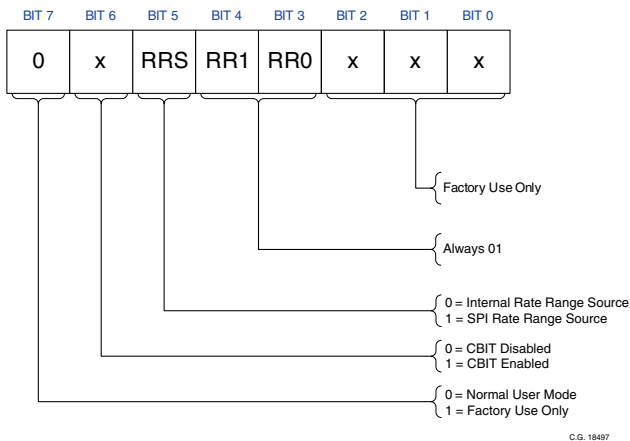 BIT 7 BIT 6 BIT 5 BIT 4 BIT 3 BIT 2 BIT 1 BIT 0
0 x RRS RR1 RR0 x x x
Factory Use Only
Always 01
0 = Internal Rate Range Source
1 = SPI Rate Range Source
0 = CBIT Disabled
1 = CBIT Enabled
0 = Normal User Mode
1 = Factory Use Only
C.G. 18497